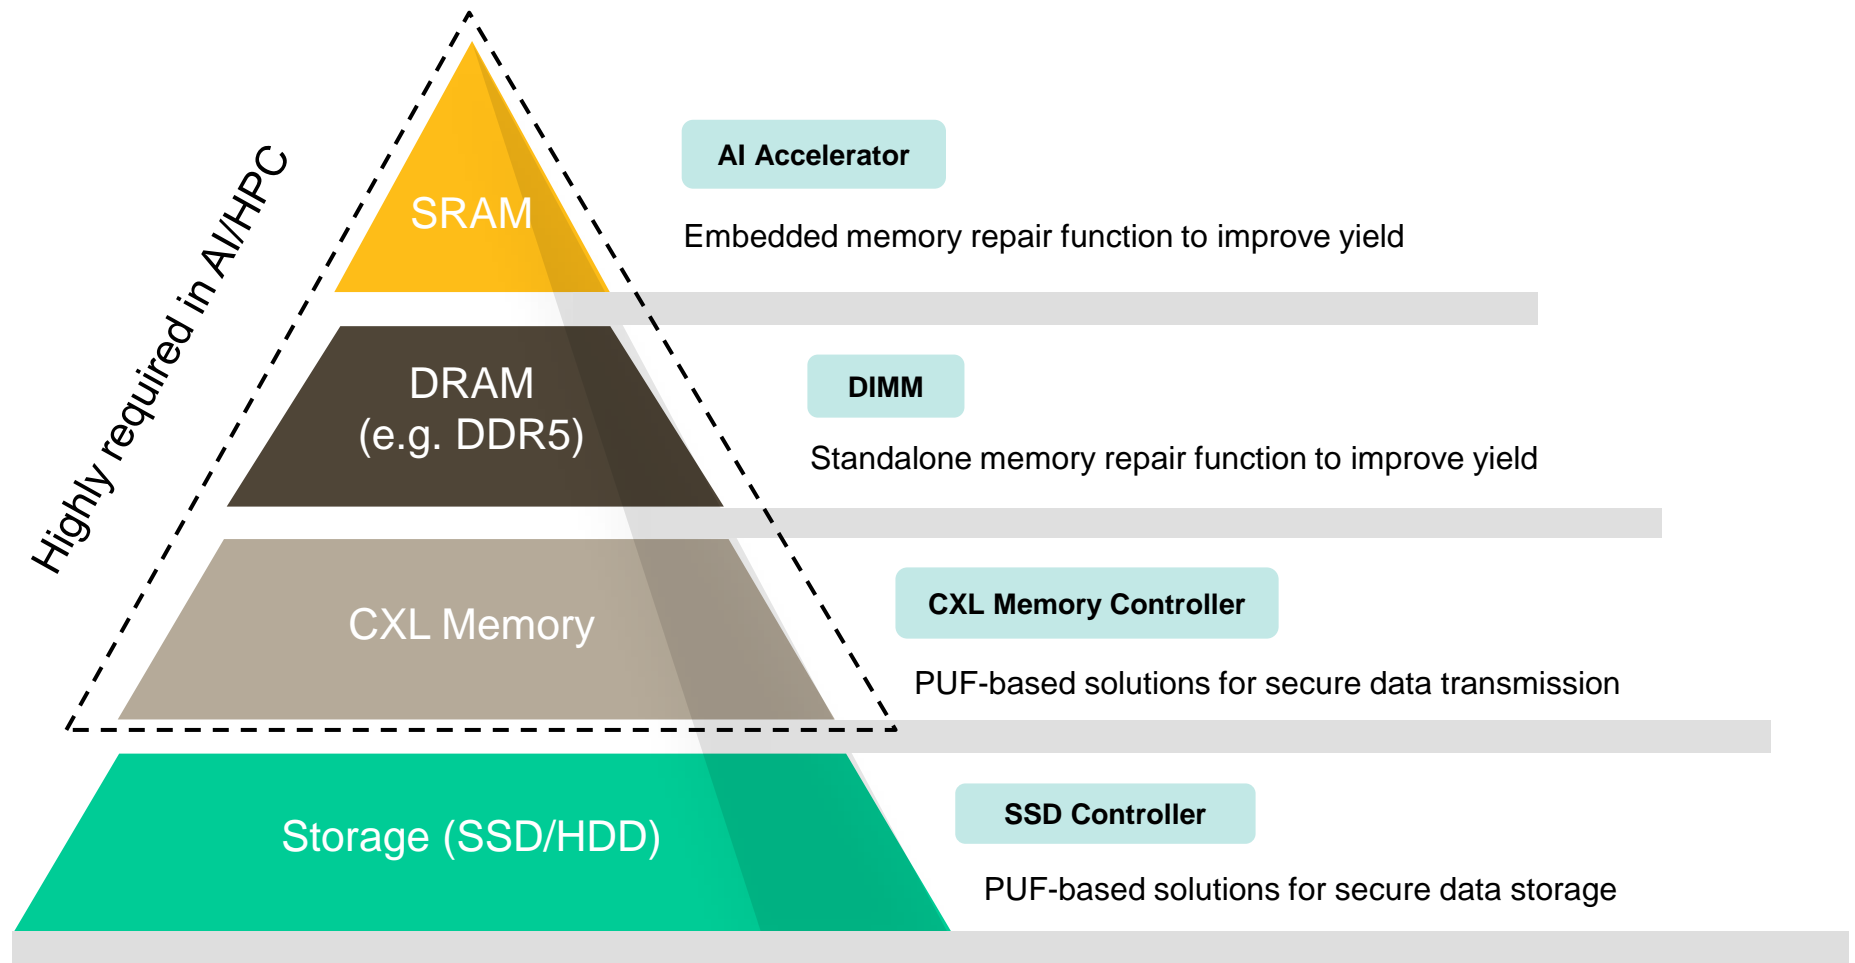 Highly required in AI/HPC
SRAM
AI Accelerator
Embedded memory repair function to improve yield
DRAM
(e.g. DDR5)
DIMM
Standalone memory repair function to improve yield
CXL Memory
CXL Memory Controller
PUF-based solutions for secure data transmission
Storage (SSD/HDD)
SSD Controller
PUF-based solutions for secure data storage